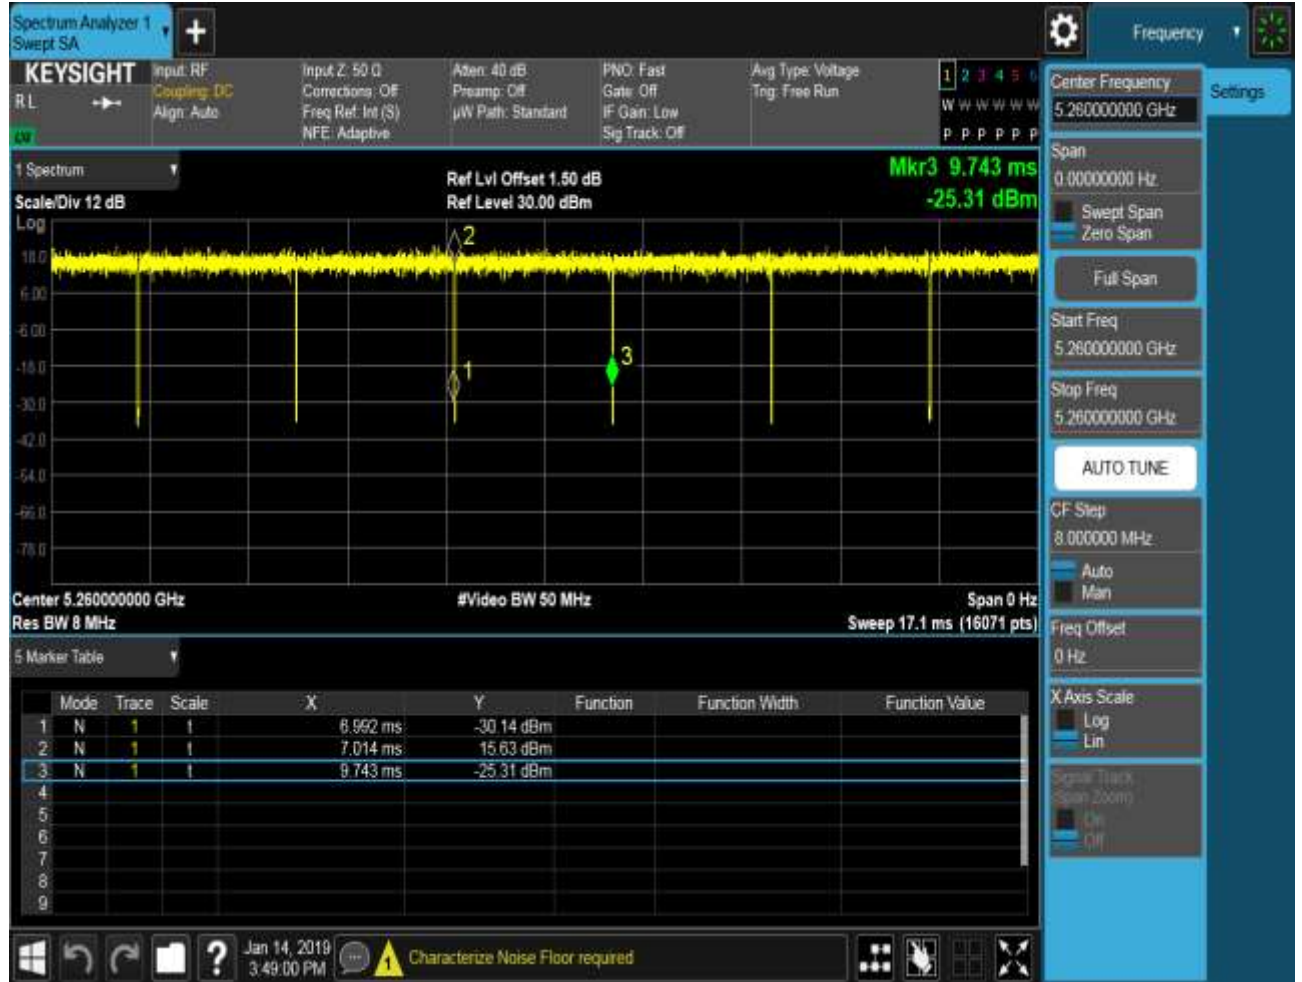 Spectrum Analyzer 1
Swept SA
+
Frequency
KEYSIGHT
RL
Input: RF
Coupling: DC
Align: Auto
Input Z: 50 Ω
Corrections: Off
Freq Ref: Int (S)
NFE: Adaptive
Atten: 40 dB
Preamp: Off
µW Path: Standard
PNO: Fast
Gate: Off
IF Gain: Low
Sig Track: Off
Avg Type: Voltage
Trig: Free Run
1 2 3 4 5 6
W W W W W W
P P P P P P
1 Spectrum
Scale/Div 12 dB
Ref Lvl Offset 1.50 dB
Ref Level 30.00 dBm
Mkr3 9.743 ms
-25.31 dBm
Log
18.0
6.00
-6.00
-18.0
-30.0
-42.0
-54.0
-66.0
-78.0
2
1
3
Center 5.260000000 GHz
#Video BW 50 MHz
Span 0 Hz
Res BW 8 MHz
Sweep 17.1 ms (16071 pts)
5 Marker Table
Mode Trace Scale X Y Function Function Width Function Value
1 N 1 t 6.992 ms -30.14 dBm
2 N 1 t 7.014 ms 15.63 dBm
3 N 1 t 9.743 ms -25.31 dBm
4
5
6
7
8
9
Center Frequency
5.260000000 GHz
Settings
Span
0.00000000 Hz
Swept Span
Zero Span
Full Span
Start Freq
5.260000000 GHz
Stop Freq
5.260000000 GHz
AUTO TUNE
CF Step
8.000000 MHz
Auto
Man
Freq Offset
0 Hz
X Axis Scale
Log
Lin
Signal Track
(Span Zoom)
On
Off
?
Jan 14, 2019
3:49:00 PM
1
Characterize Noise Floor required